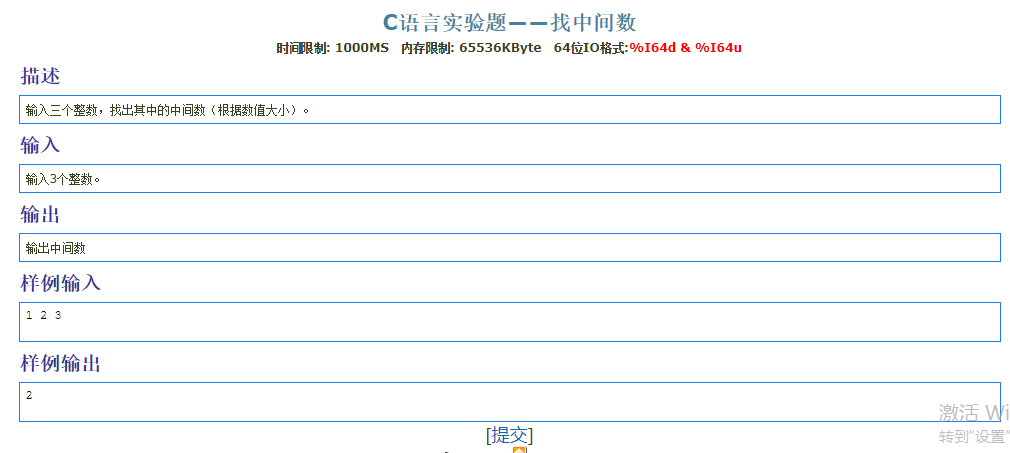 C语言实验题——找中间数
时间限制: 1000MS 内存限制: 65536KByte 64位IO格式:%I64d & %I64u
描述
输入三个整数，找出其中的中间数（根据数值大小）。
输入
输入3个整数。
输出
输出中间数
样例输入
1 2 3
样例输出
2
[提交]
激活 Wi
转到"设置"